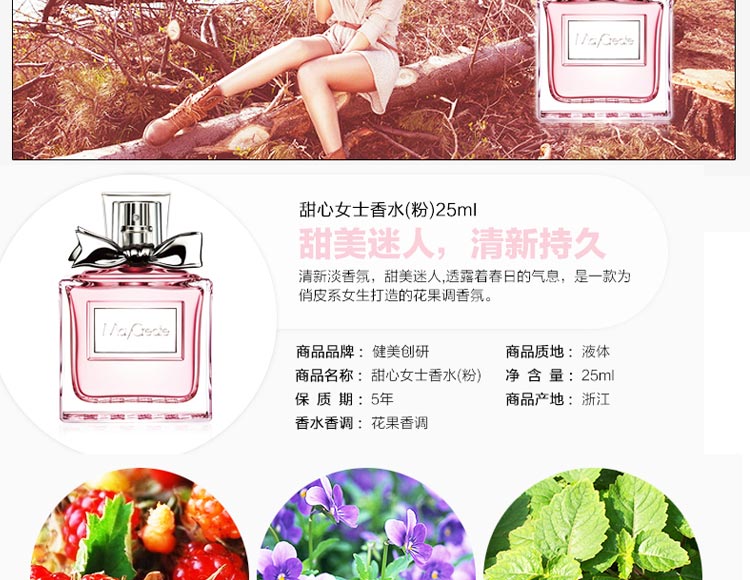 MayCreate
甜心女士香水(粉)25ml
甜美迷人，清新持久
清新淡香氛，甜美迷人,透露着春日的气息，是一款为
俏皮系女生打造的花果调香氛。
MayCreate
商品品牌： 健美创研 商品质地： 液体
商品名称： 甜心女士香水(粉) 净 含 量： 25ml
保 质 期： 5年 商品产地： 浙江
香水香调： 花果香调